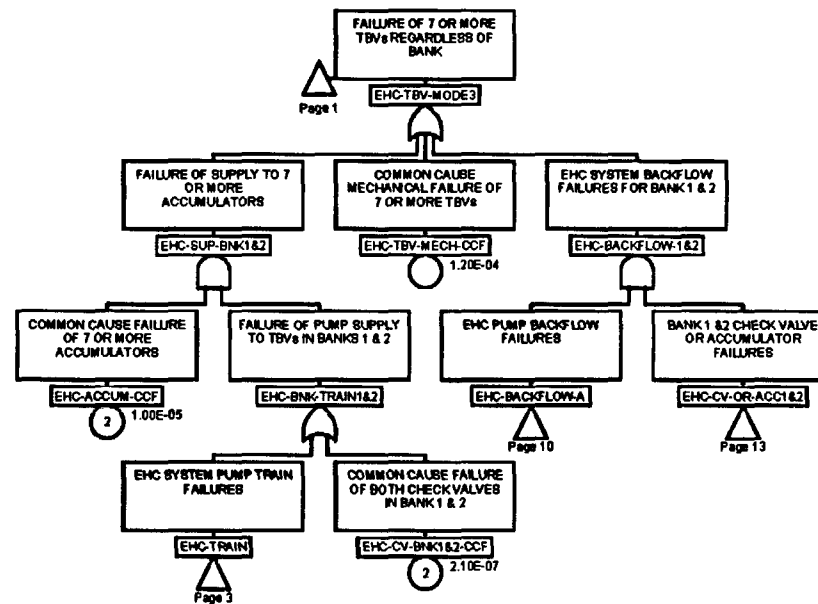 FAILURE OF 7 OR MORE
TBVs REGARDLESS OF
BANK
Page 1
EHC-TBV-MODE3
FAILURE OF SUPPLY TO 7
OR MORE
ACCUMULATORS
COMMON CAUSE
MECHANICAL FAILURE OF
7 OR MORE TBVs
EHC SYSTEM BACKFLOW
FAILURES FOR BANK 1 & 2
EHC-SUP-BNK1&2
EHC-TBV-MECH-CCF
EHC-BACKFLOW-1&2
1.20E-04
COMMON CAUSE FAILURE
OF 7 OR MORE
ACCUMULATORS
FAILURE OF PUMP SUPPLY
TO TBVs IN BANKS 1 & 2
EHC PUMP BACKFLOW
FAILURES
BANK 1 &2 CHECK VALVE
OR ACCUMULATOR
FAILURES
EHC-ACCUM-CCF
EHC-BNK-TRAIN1&2
EHC-BACKFLOW-A
EHC-CV-OR-ACC1&2
2
1.00E-05
Page 10
Page 13
EHC SYSTEM PUMP TRAIN
FAILURES
COMMON CAUSE FAILURE
OF BOTH CHECK VALVES
IN BANK 1 & 2
EHC-TRAIN
EHC-CV-BNK1&2-CCF
Page 3
2
2.10E-07